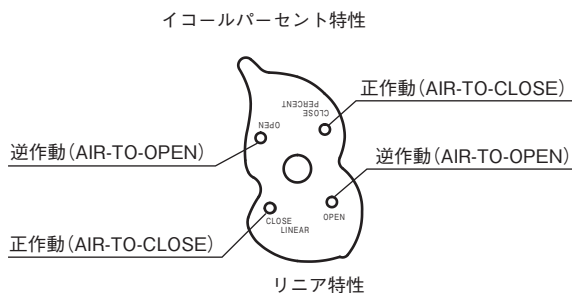 イコールパーセント特性
正作動(AIR-TO-CLOSE)
CLOSE
PERCENT
OPEN
逆作動(AIR-TO-OPEN)
逆作動(AIR-TO-OPEN)
OPEN
CLOSE
LINEAR
正作動(AIR-TO-CLOSE)
リニア特性